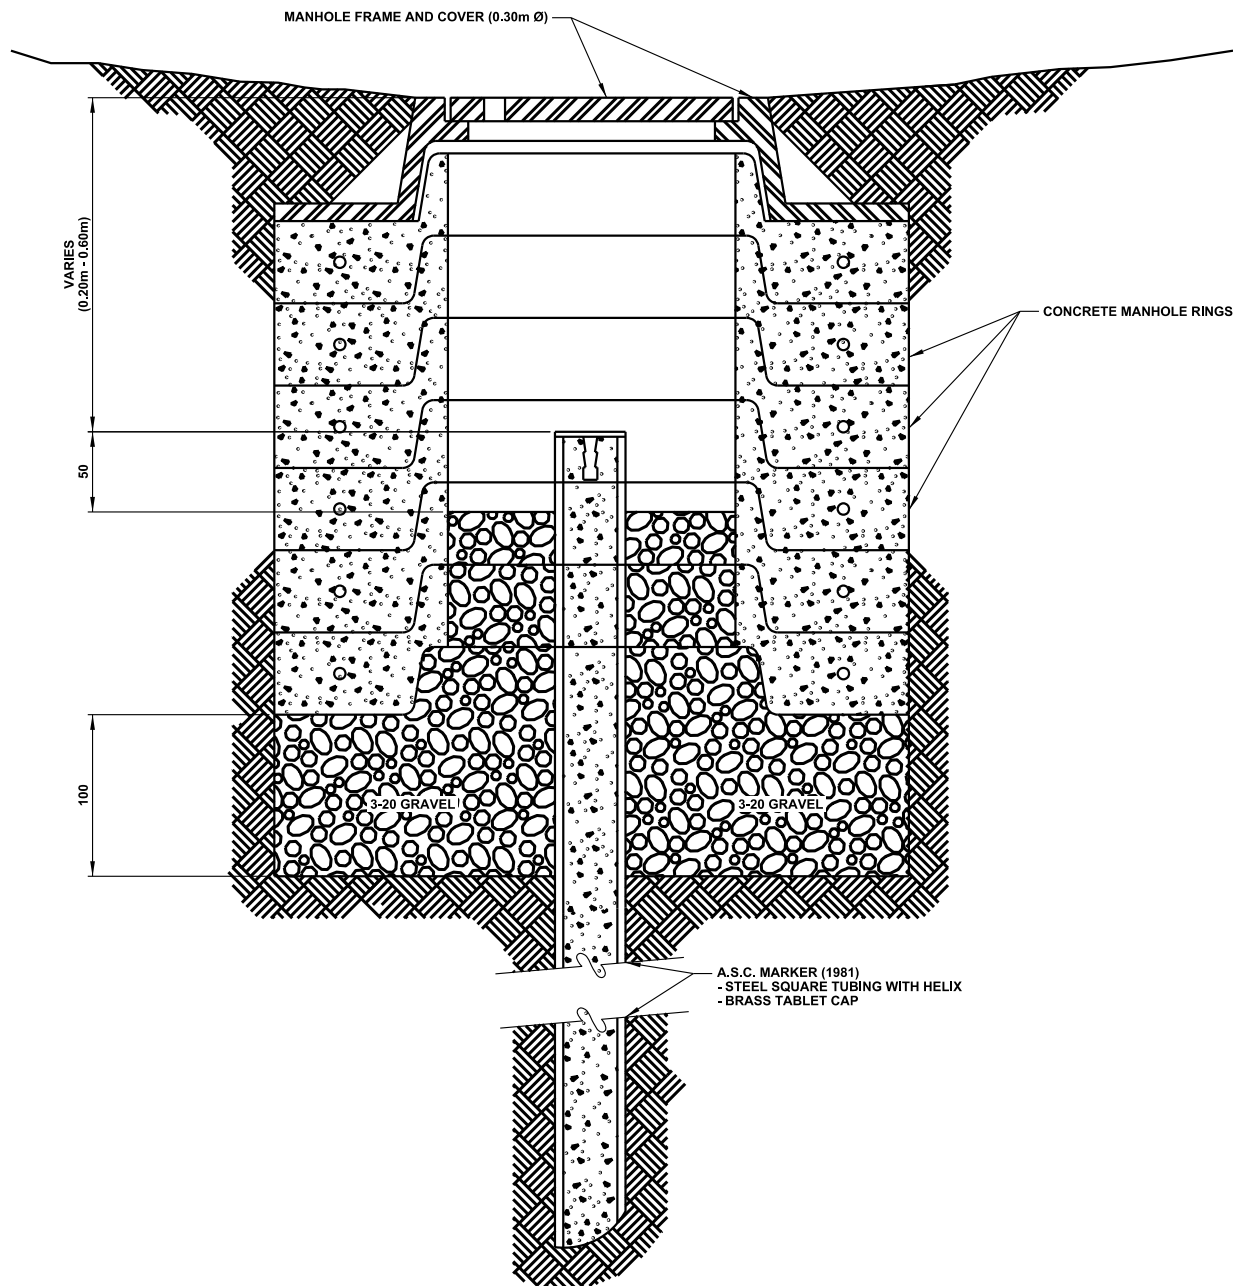 MANHOLE FRAME AND COVER (0.30m Ø)
VARIES
(0.20m - 0.60m)
CONCRETE MANHOLE RINGS
50
100
3-20 GRAVEL
3-20 GRAVEL
A.S.C. MARKER (1981)
- STEEL SQUARE TUBING WITH HELIX
- BRASS TABLET CAP